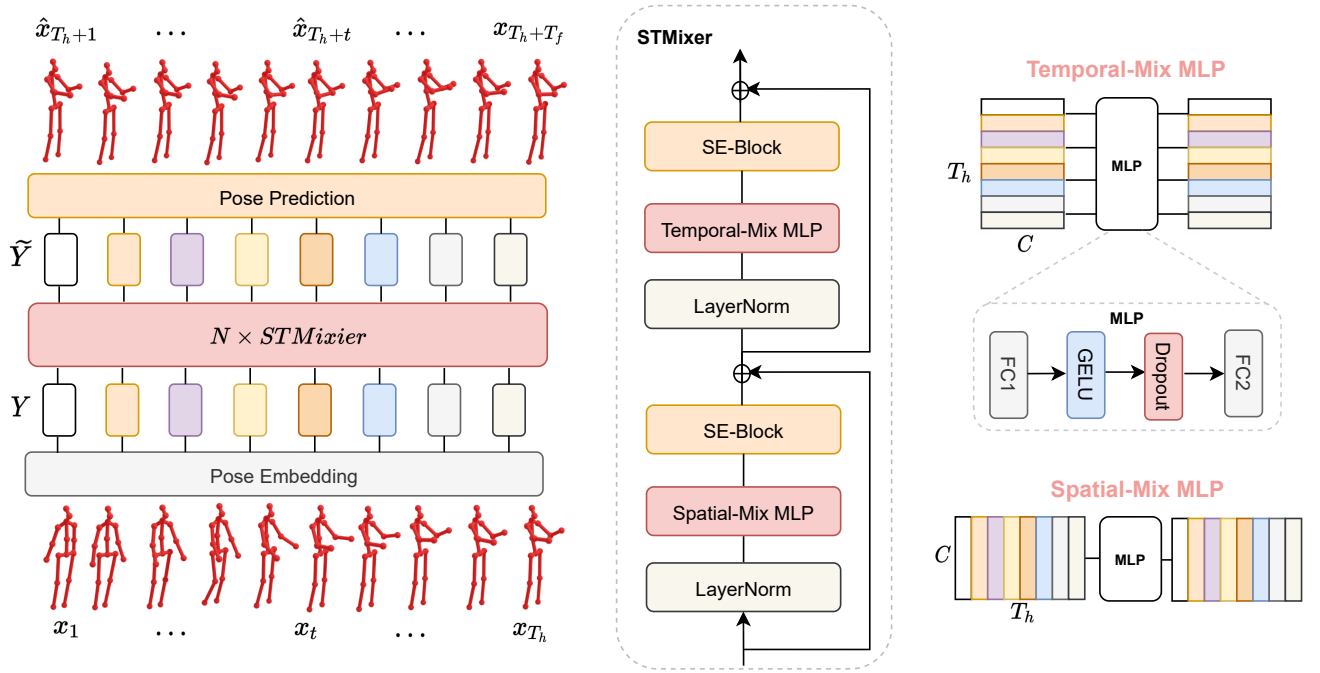 x̂_{T_h+1} ... x̂_{T_h+t} ... x_{T_h+T_f}
Pose Prediction
Ỹ
N × STMixier
Y
Pose Embedding
x_1 ... x_t ... x_{T_h}
STMixer
SE-Block
Temporal-Mix MLP
LayerNorm
SE-Block
Spatial-Mix MLP
LayerNorm
Temporal-Mix MLP
T_h
MLP
C
MLP
FC1
GELU
Dropout
FC2
Spatial-Mix MLP
C
MLP
T_h